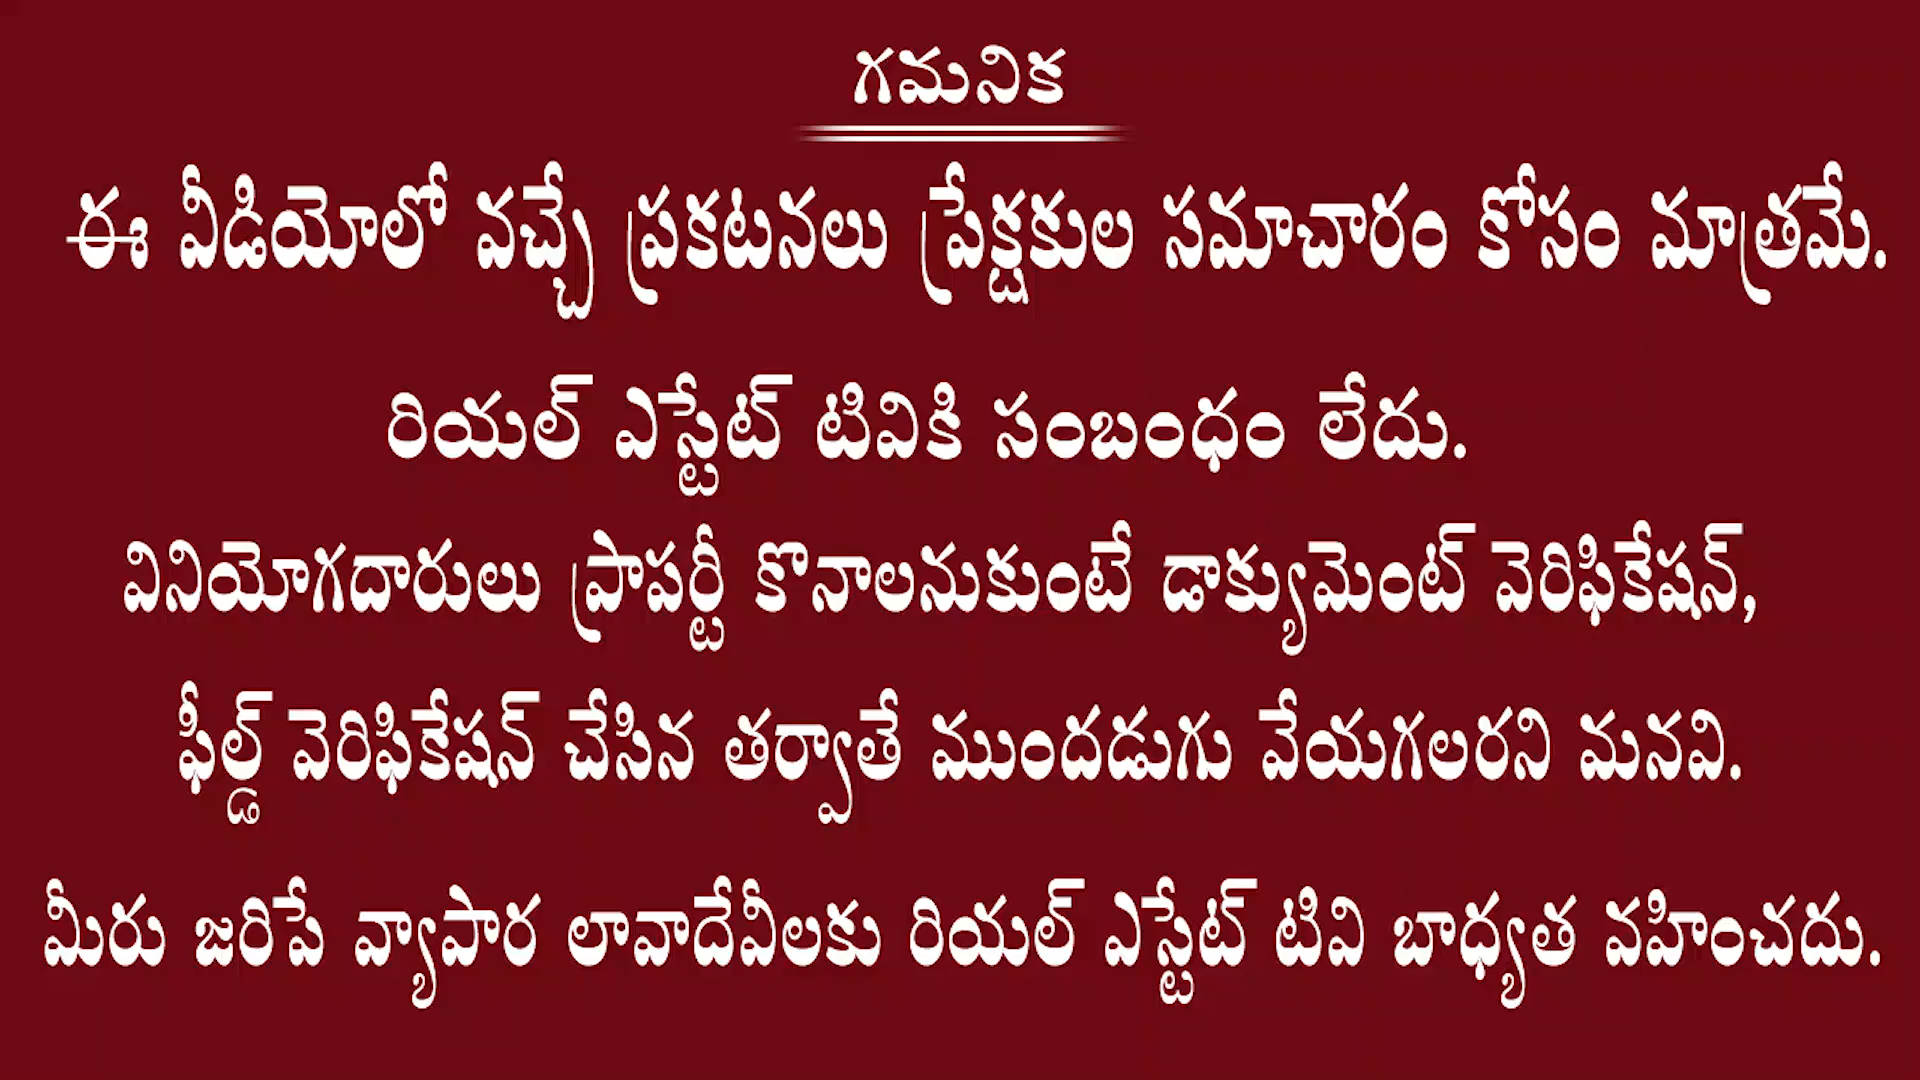 గమనిక
ఈ వీడియోలో వచ్చే ప్రకటనలు ప్రేక్షకుల సమాచారం కోసం మాత్రమే.
రియల్ ఎస్టేట్ టివికి సంబంధం లేదు.
వినియోగదారులు ప్రాపర్టీ కొనాలనుకుంటే డాక్యుమెంట్ వెరిఫికేషన్,
ఫీల్డ్ వెరిఫికేషన్ చేసిన తర్వాతే ముందడుగు వేయగలరని మనవి.
మీరు జరిపే వ్యాపార లావాదేవీలకు రియల్ ఎస్టేట్ టివి బాధ్యత వహించదు.